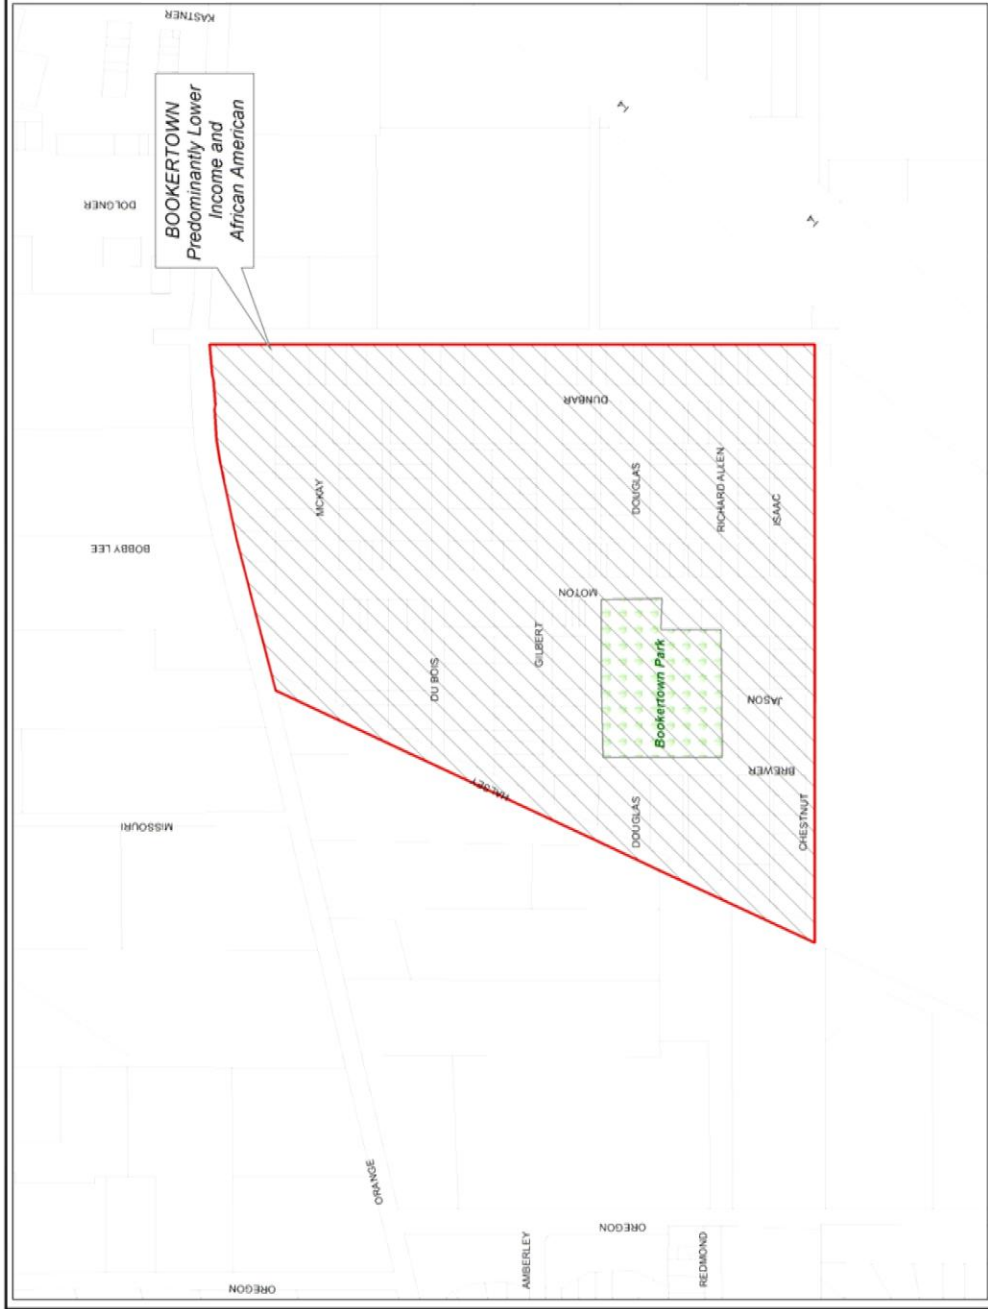 DOLGNER
BOBBY LEE
MISSOURI
KASTNER
BOOKERTOWN
Predominantly Lower
Income and
African American
OREGON
MCKAY
ORANGE
DU BOIS
HALSEY
AMBERLEY
GILBERT
MOTON
DUNBAR
OREGON
DOUGLAS
DOUGLAS
Bookertown Park
REDMOND
RICHARD ALLEN
JASON
BREWER
ISAAC
CHESTNUT